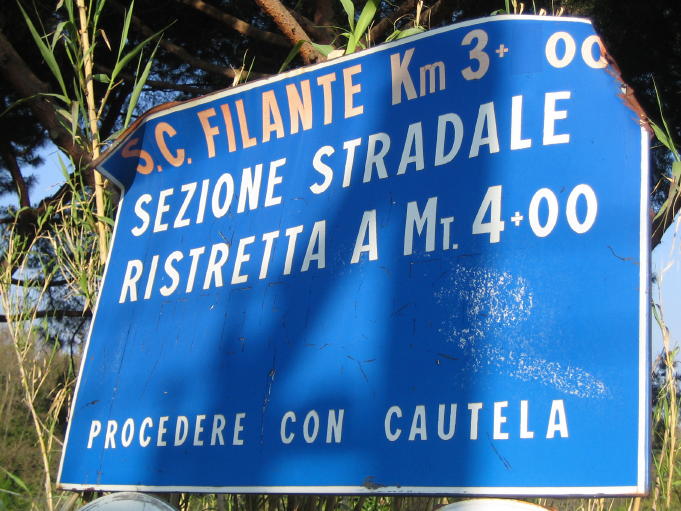 S.C. FILANTE Km 3+ 00
SEZIONE STRADALE
RISTRETTA A MT. 4+00
PROCEDERE CON CAUTELA